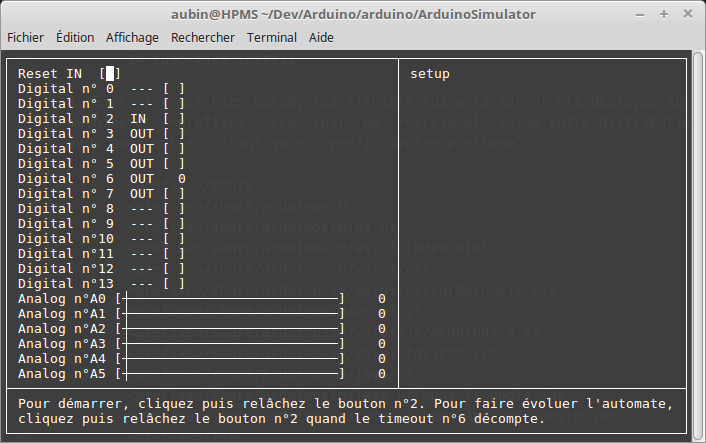 aubin@HPMS ~/Dev/Arduino/arduino/ArduinoSimulator
Fichier Édition Affichage Rechercher Terminal Aide
Reset IN [ ] setup
Digital n° 0 --- [ ]
Digital n° 1 --- [ ]
Digital n° 2 IN [ ]
Digital n° 3 OUT [ ]
Digital n° 4 OUT [ ]
Digital n° 5 OUT [ ]
Digital n° 6 OUT 0
Digital n° 7 OUT [ ]
Digital n° 8 --- [ ]
Digital n° 9 --- [ ]
Digital n°10 --- [ ]
Digital n°11 --- [ ]
Digital n°12 --- [ ]
Digital n°13 --- [ ]
Analog n°A0 [ ] 0
Analog n°A1 [ ] 0
Analog n°A2 [ ] 0
Analog n°A3 [ ] 0
Analog n°A4 [ ] 0
Analog n°A5 [ ] 0
Pour démarrer, cliquez puis relâchez le bouton n°2. Pour faire évoluer l'automate,
cliquez puis relâchez le bouton n°2 quand le timeout n°6 décompte.